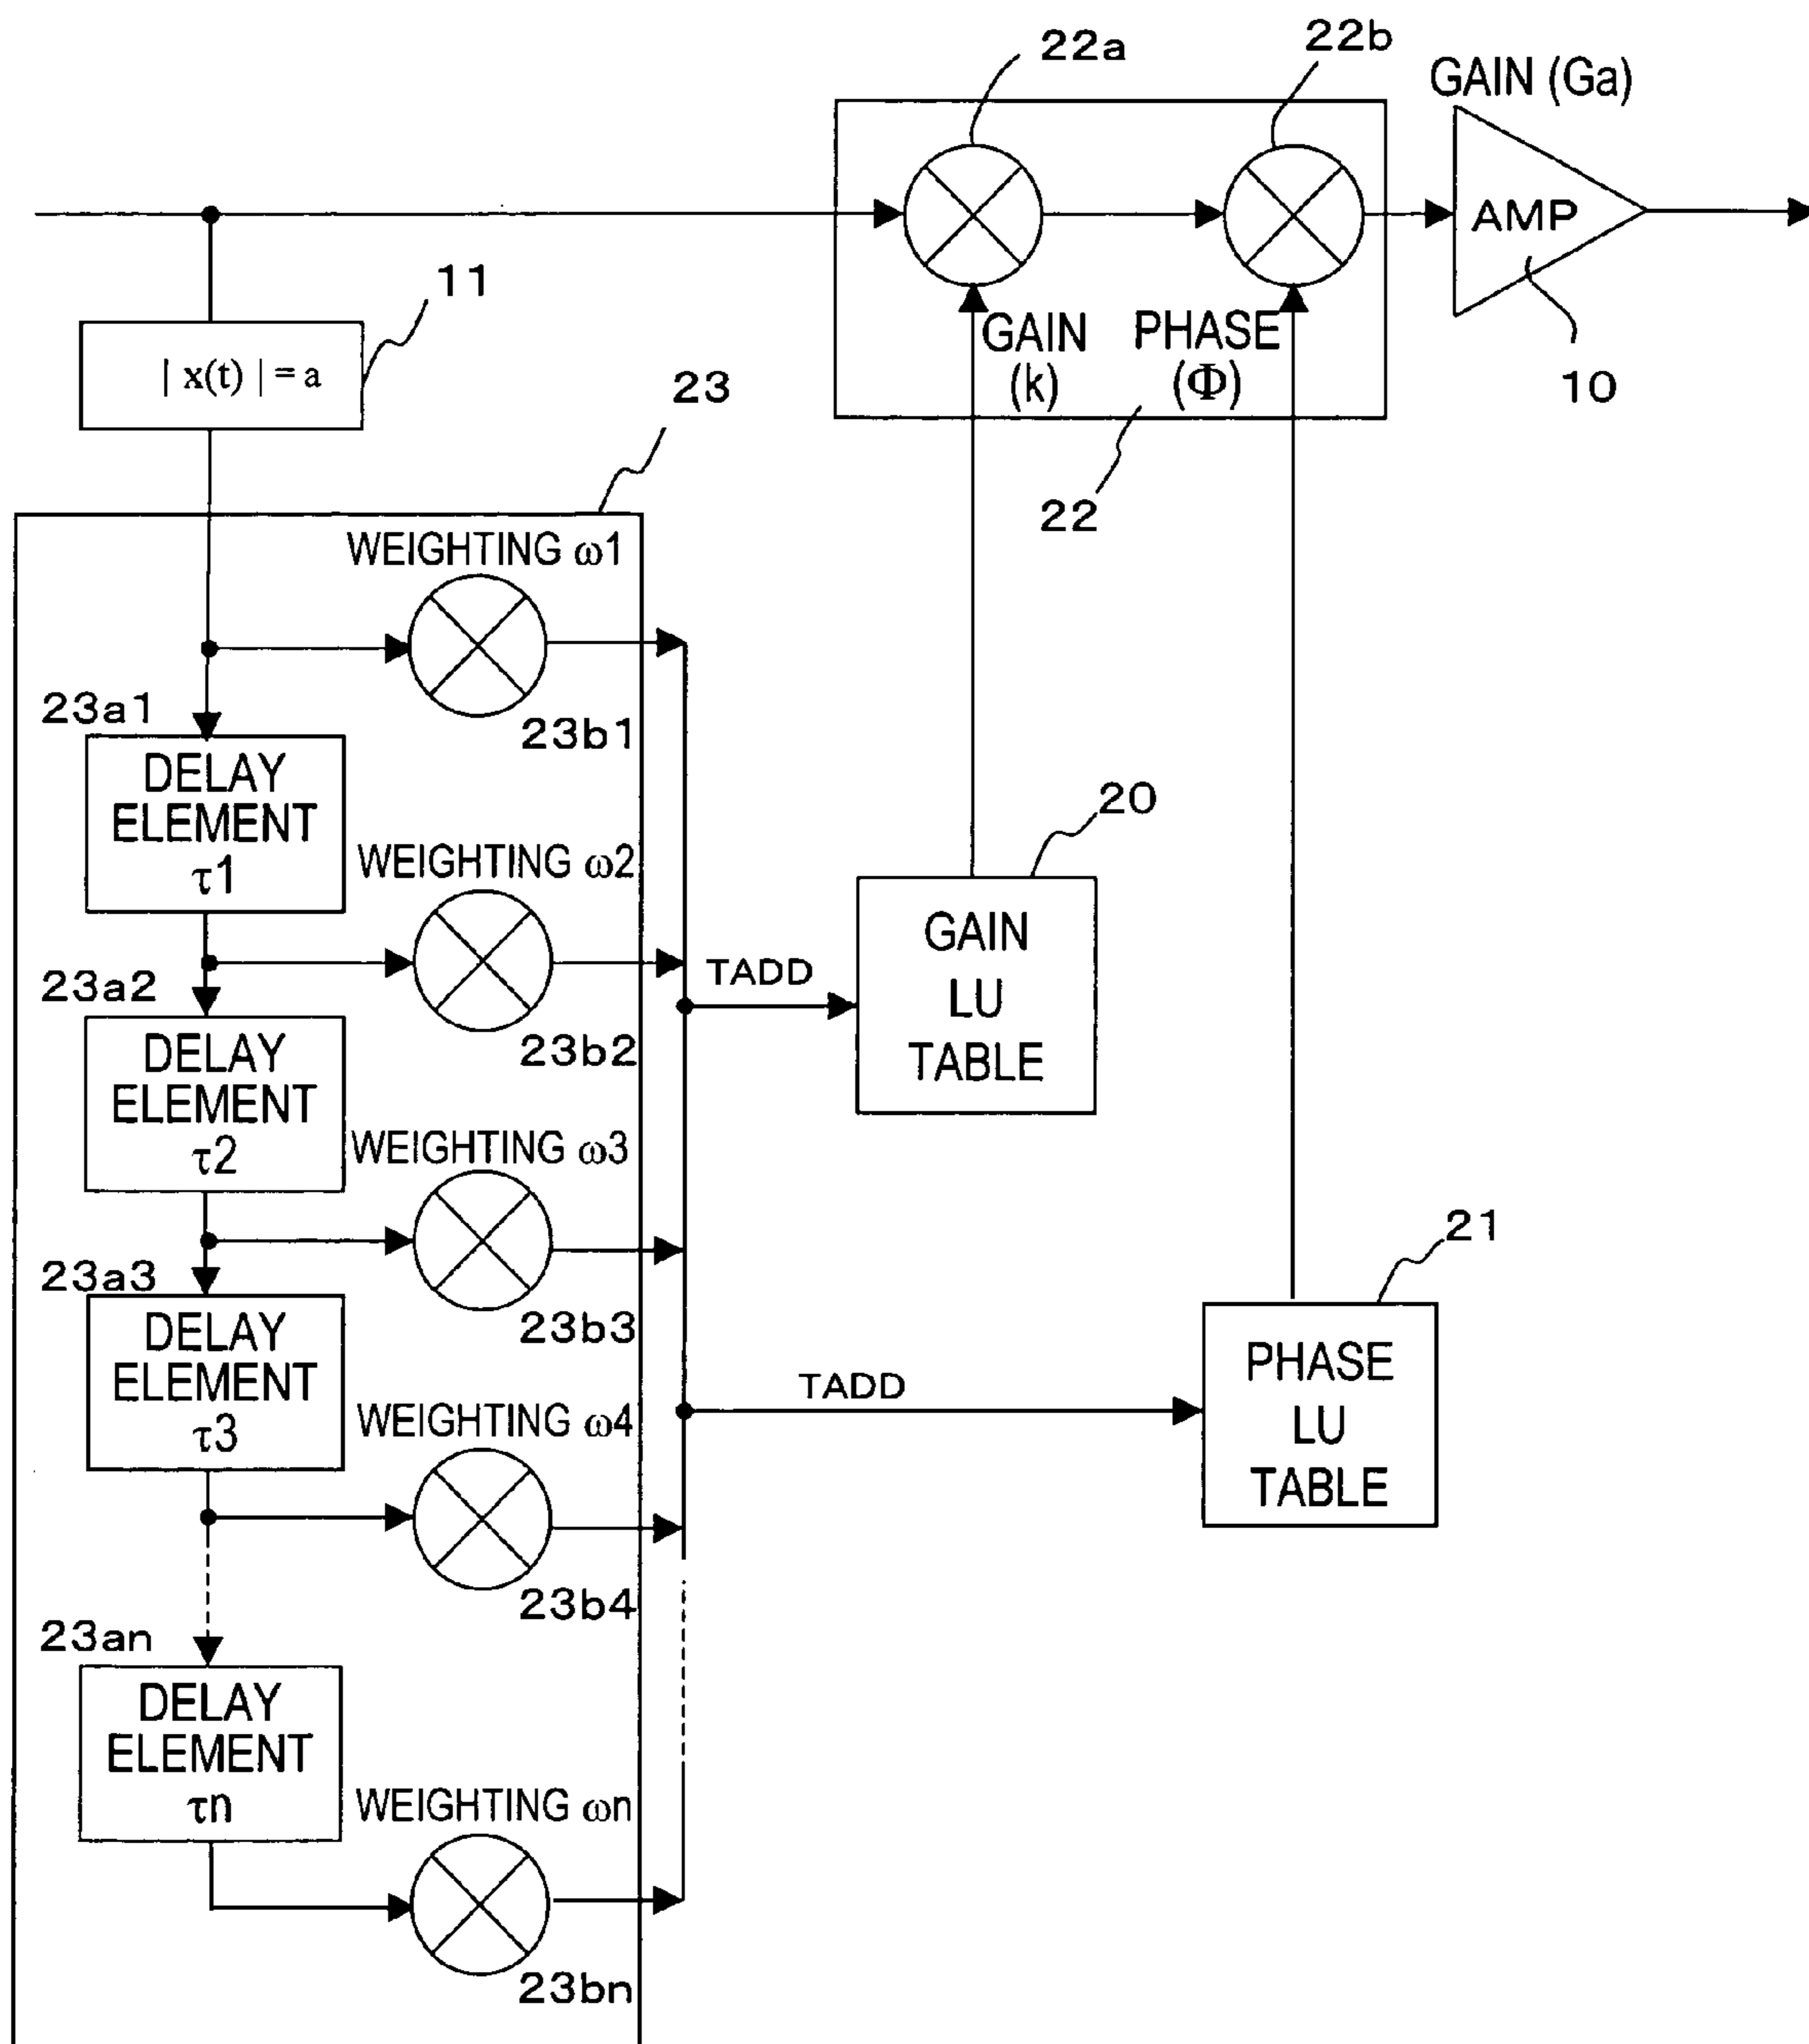 22a
22b
GAIN (Ga)
AMP
11
GAIN
(k)
PHASE
(Φ)
10
| x(t) | = a
23
22
WEIGHTING ω1
23a1
23b1
DELAY
ELEMENT
τ1
20
WEIGHTING ω2
GAIN
LU
TABLE
TADD
23a2
23b2
DELAY
ELEMENT
τ2
WEIGHTING ω3
21
23a3
23b3
DELAY
ELEMENT
τ3
PHASE
LU
TABLE
TADD
WEIGHTING ω4
23b4
23an
DELAY
ELEMENT
τn
WEIGHTING ωn
23bn